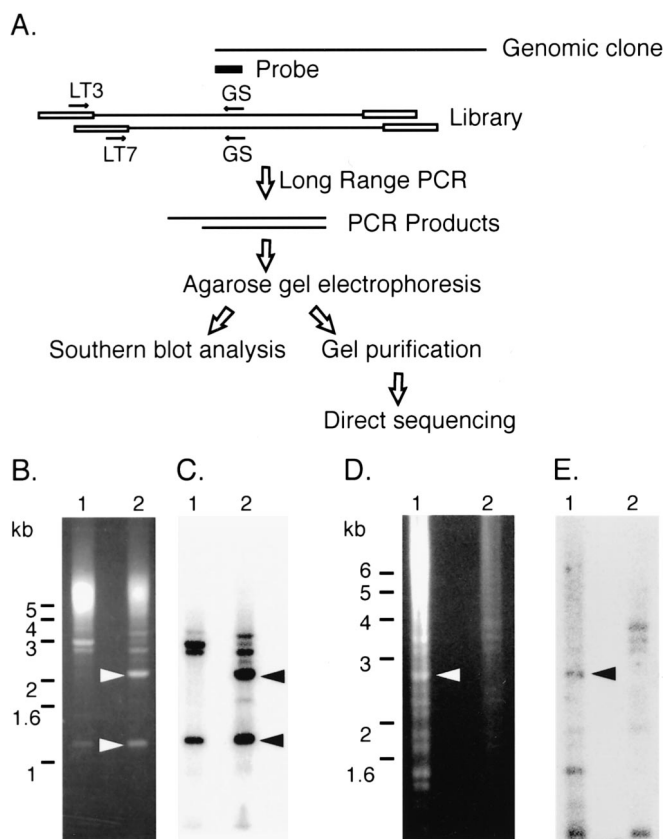 A.
Genomic clone
Probe
LT3
GS
Library
LT7
GS
Long Range PCR
PCR Products
Agarose gel electrophoresis
Southern blot analysis
Gel purification
Direct sequencing
B.
C.
D.
E.
1 2
1 2
1 2
1 2
kb
5
4
3
2
1.6
1
kb
6
5
4
3
2
1.6